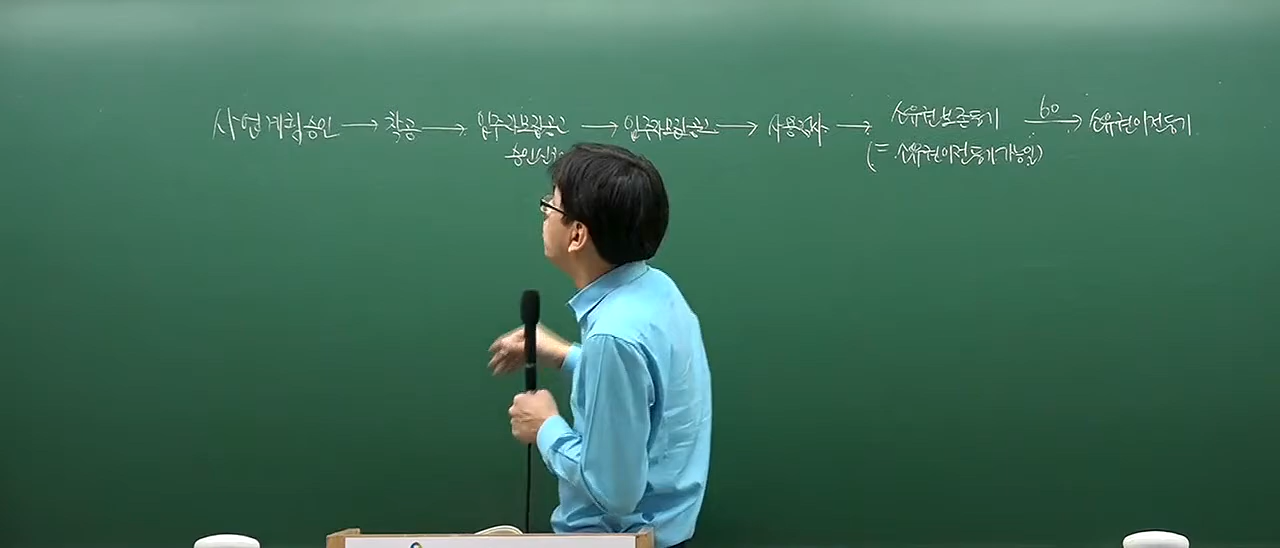 사업계획승인 → 착공 → 입주자모집공고 → 입주자모집공고 → 사용검사 → 소유권보존등기 60 → 소유권이전등기
승인신청 (= 소유권이전등기가능일)